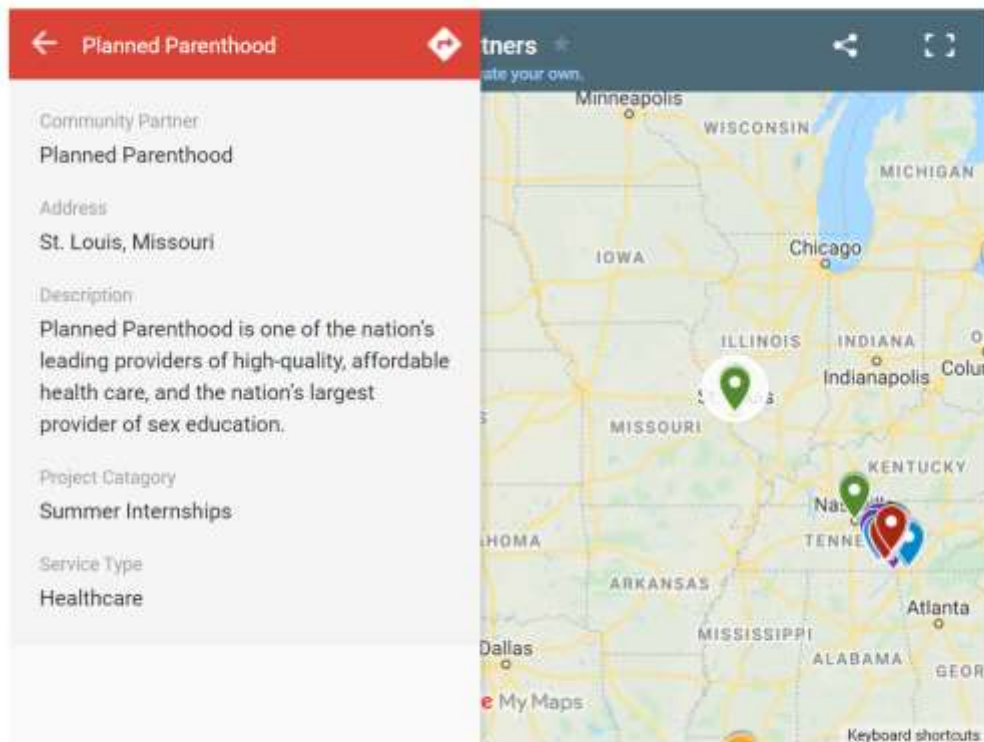 Planned Parenthood
Community Partner
Planned Parenthood
Address
St. Louis, Missouri
Description
Planned Parenthood is one of the nation's
leading providers of high-quality, affordable
health care, and the nation's largest
provider of sex education.
Project Catagory
Summer Internships
Service Type
Healthcare
tners
ate your own.
Minneapolis
WISCONSIN
MICHIGAN
Chicago
IOWA
ILLINOIS
INDIANA
Indianapolis
Colu
MISSOURI
KENTUCKY
TENNE
HOMA
ARKANSAS
Atlanta
MISSISSIPPI
Dallas
ALABAMA
GEOR
e My Maps
Keyboard shortcuts